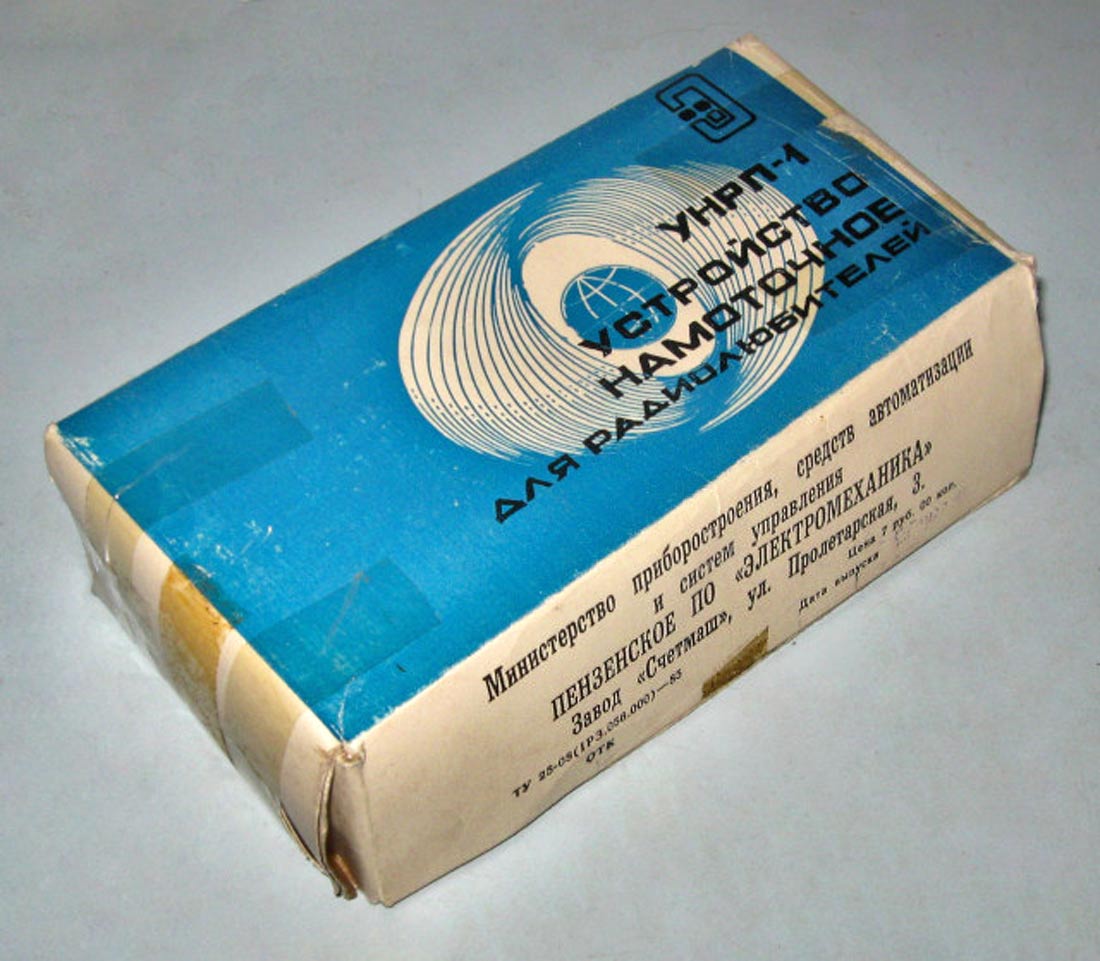 УНРП-1
УСТРОЙСТВО
НАМОТОЧНОЕ
ДЛЯ РАДИОЛЮБИТЕЛЕЙ
Министерство приборостроения, средств автоматизации
и систем управления
ПЕНЗЕНСКОЕ ПО «ЭЛЕКТРОМЕХАНИКА»
Завод «Счетмаш», ул. Пролетарская, 3.
ТУ 25-05(1РЗ.056.000)—85 Цена 7 руб. 00 коп.
ОТК Дата выпуска